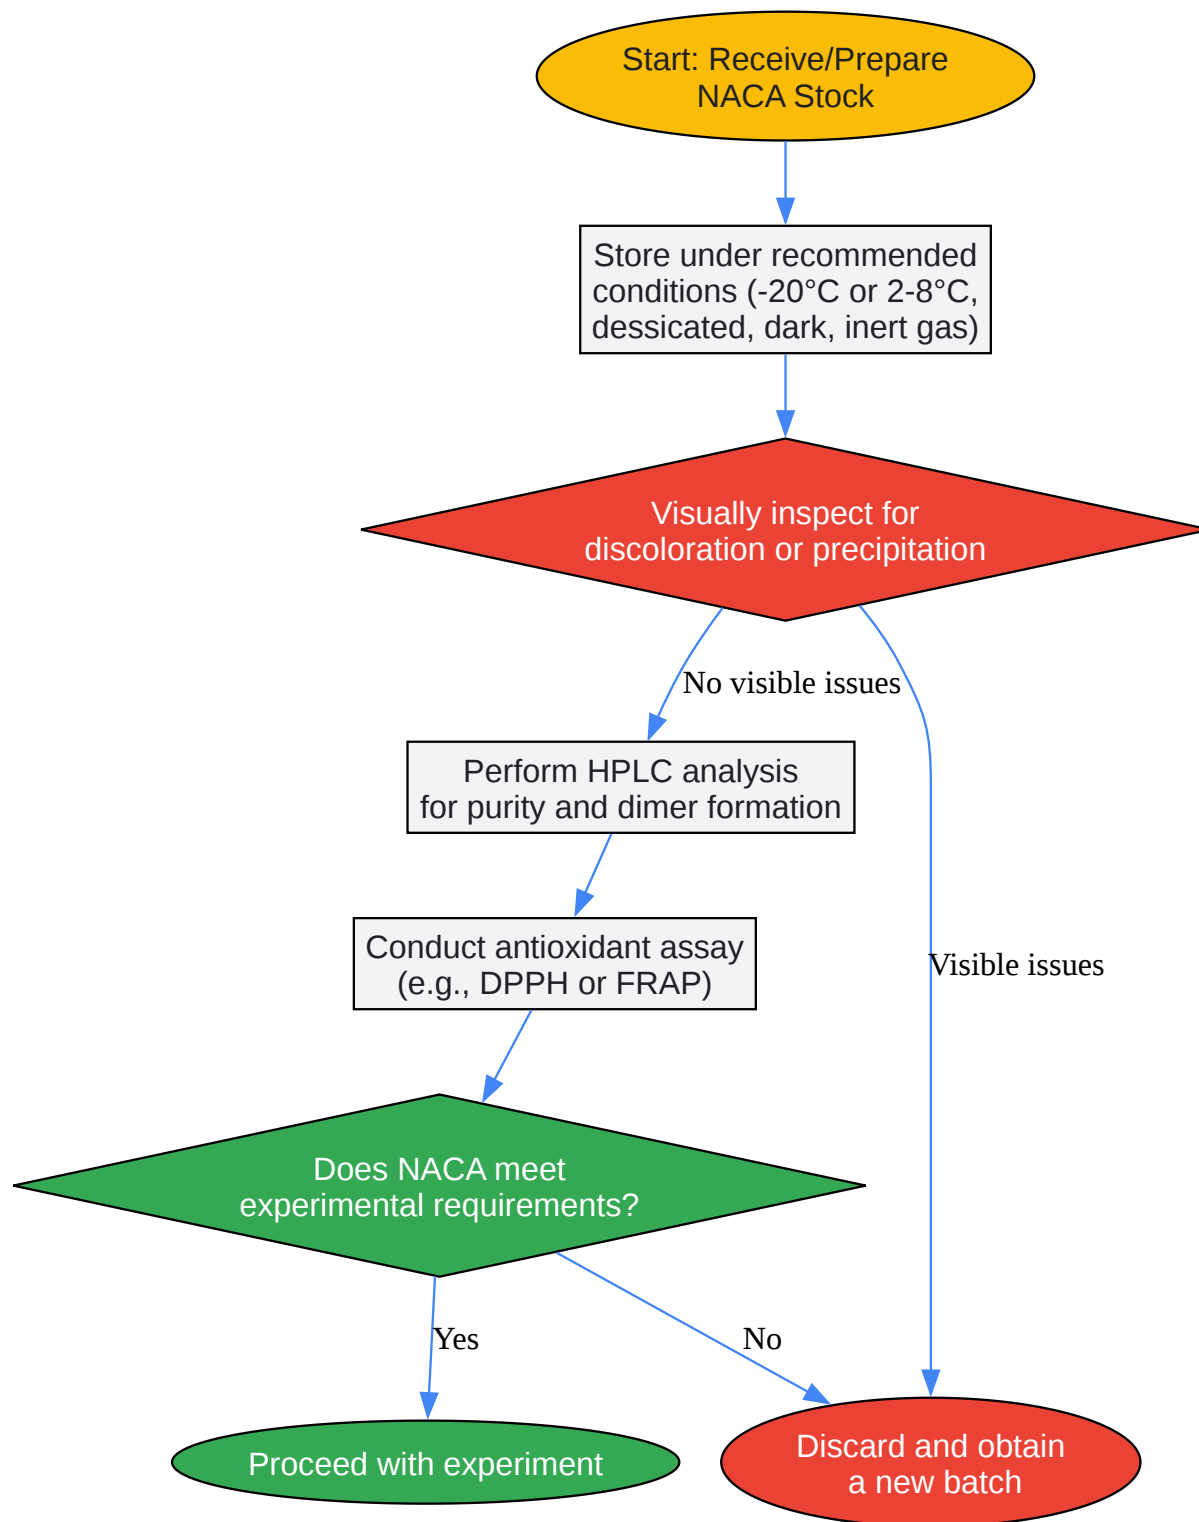 Start: Receive/Prepare
NACA Stock
Store under recommended
conditions (-20°C or 2-8°C,
dessicated, dark, inert gas)
Visually inspect for
discoloration or precipitation
No visible issues
Perform HPLC analysis
for purity and dimer formation
Conduct antioxidant assay
(e.g., DPPH or FRAP)
Visible issues
Does NACA meet
experimental requirements?
Yes
No
Proceed with experiment
Discard and obtain
a new batch